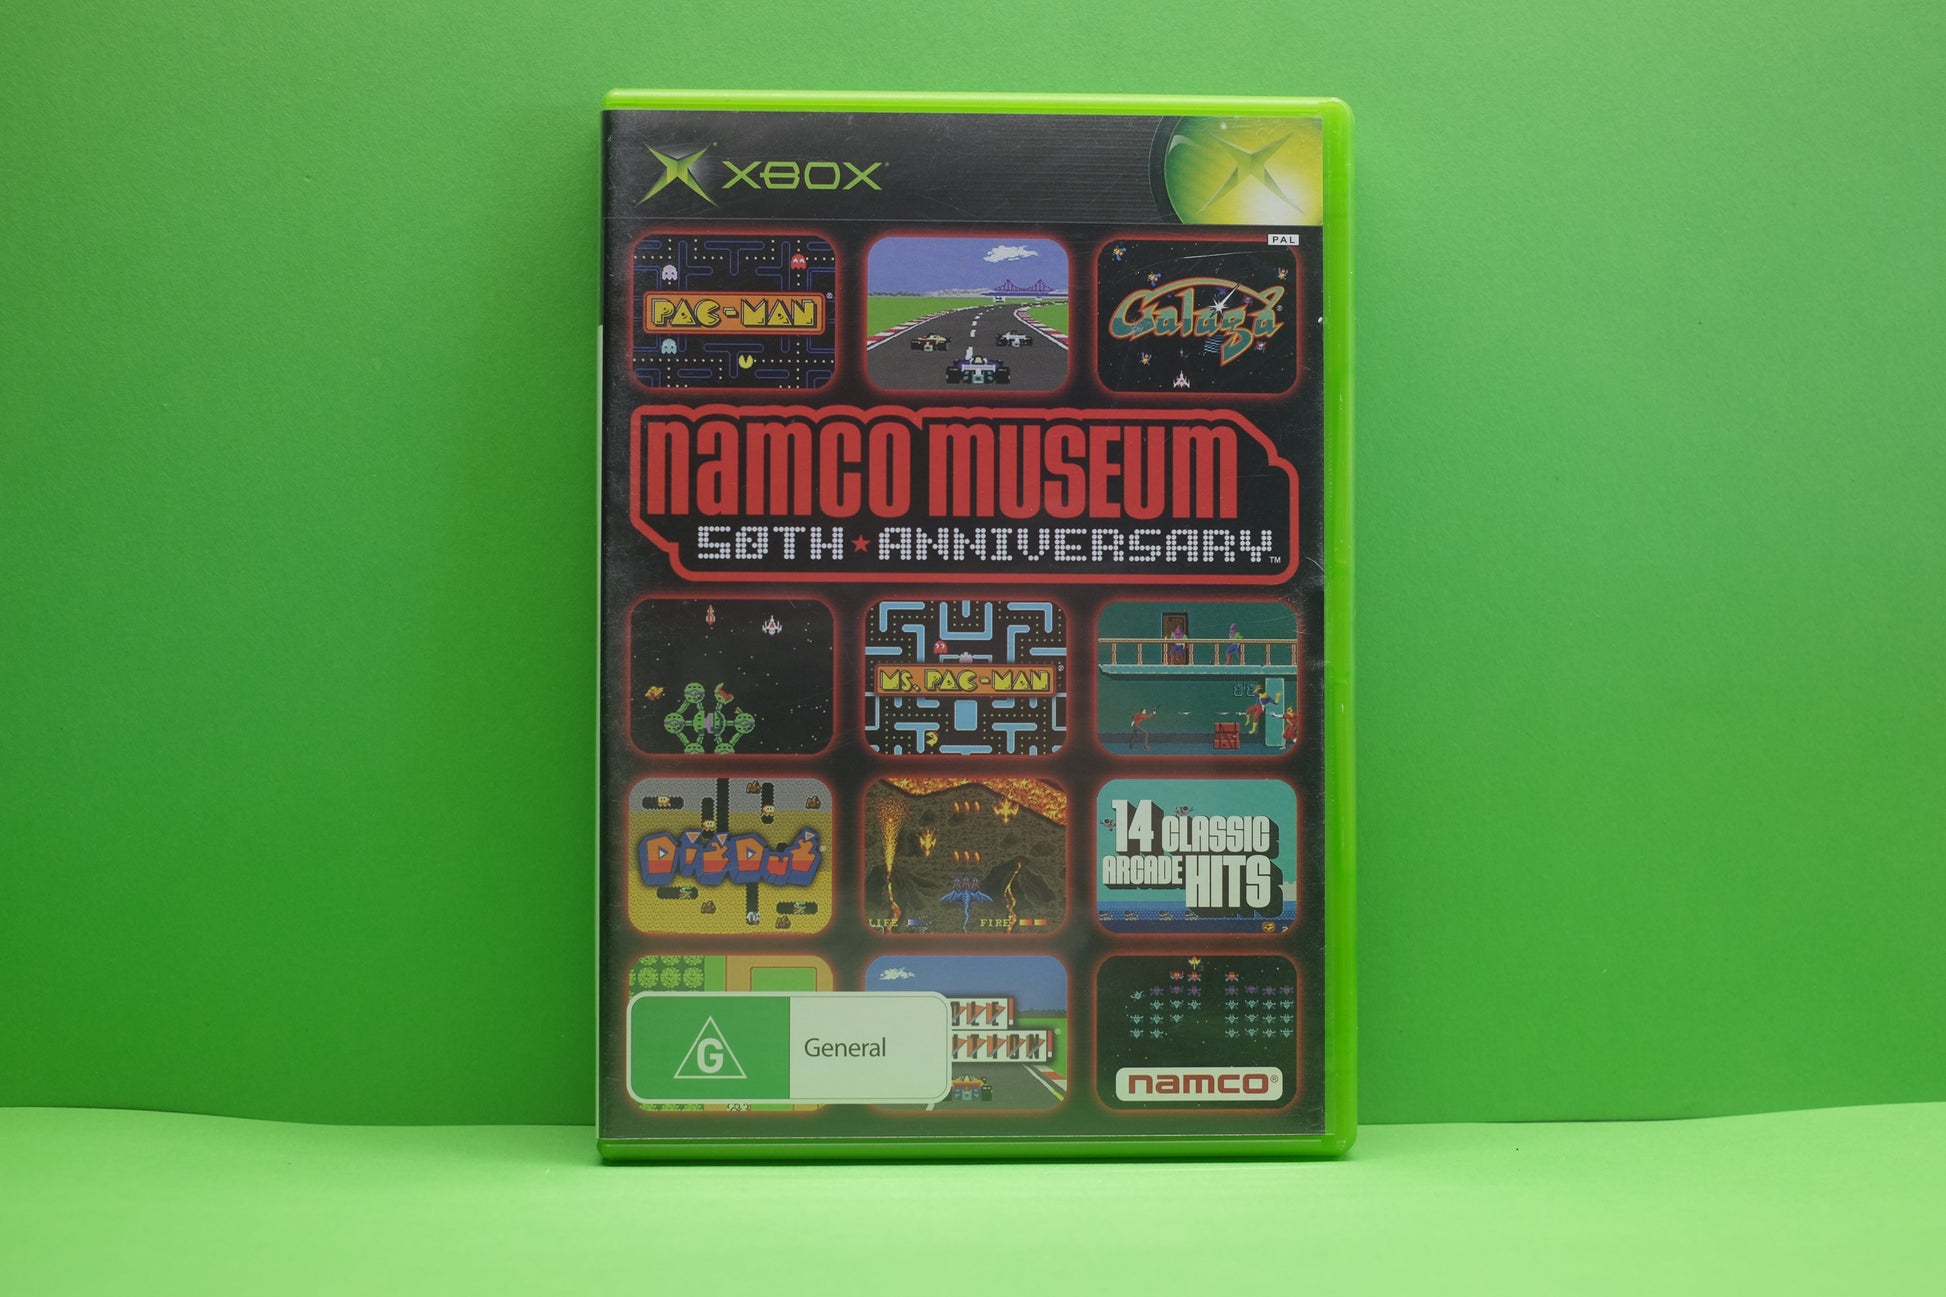 XBOX
PAL
PAC-MAN
Galaga
namco museum
50TH ★ ANNIVERSARY™
MS. PAC-MAN
DIG DUG
LIFE FIRE
14 CLASSIC
ARCADE HITS
G General
namco®